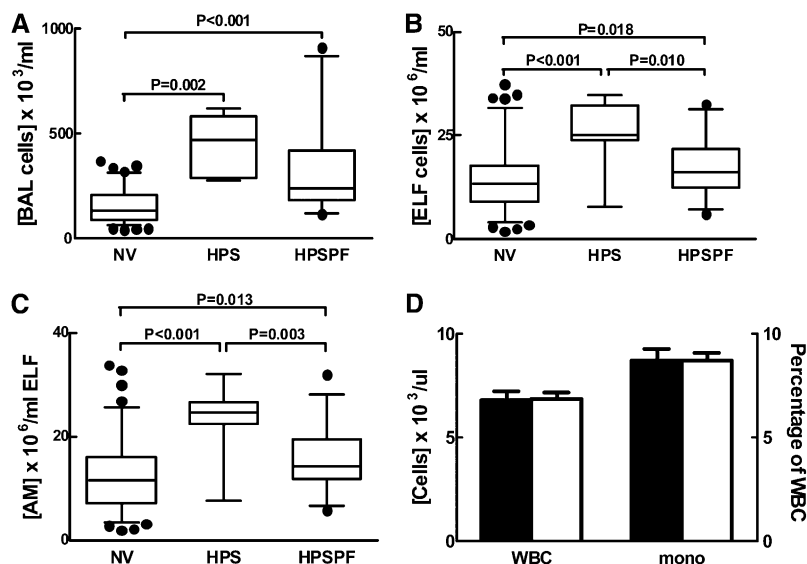 A
P<0.001
1000
P=0.002
500
0
[BAL cells] x 10³/ml
NV HPS HPSPF
B
P=0.018
50
P<0.001 P=0.010
25
0
[ELF cells] x 10⁶/ml
NV HPS HPSPF
C
P=0.013
40
P<0.001 P=0.003
20
0
[AM] x 10⁶/ml ELF
NV HPS HPSPF
D
10 10
5 5
0 0
[Cells] x 10³/ul
Percentage of WBC
WBC mono